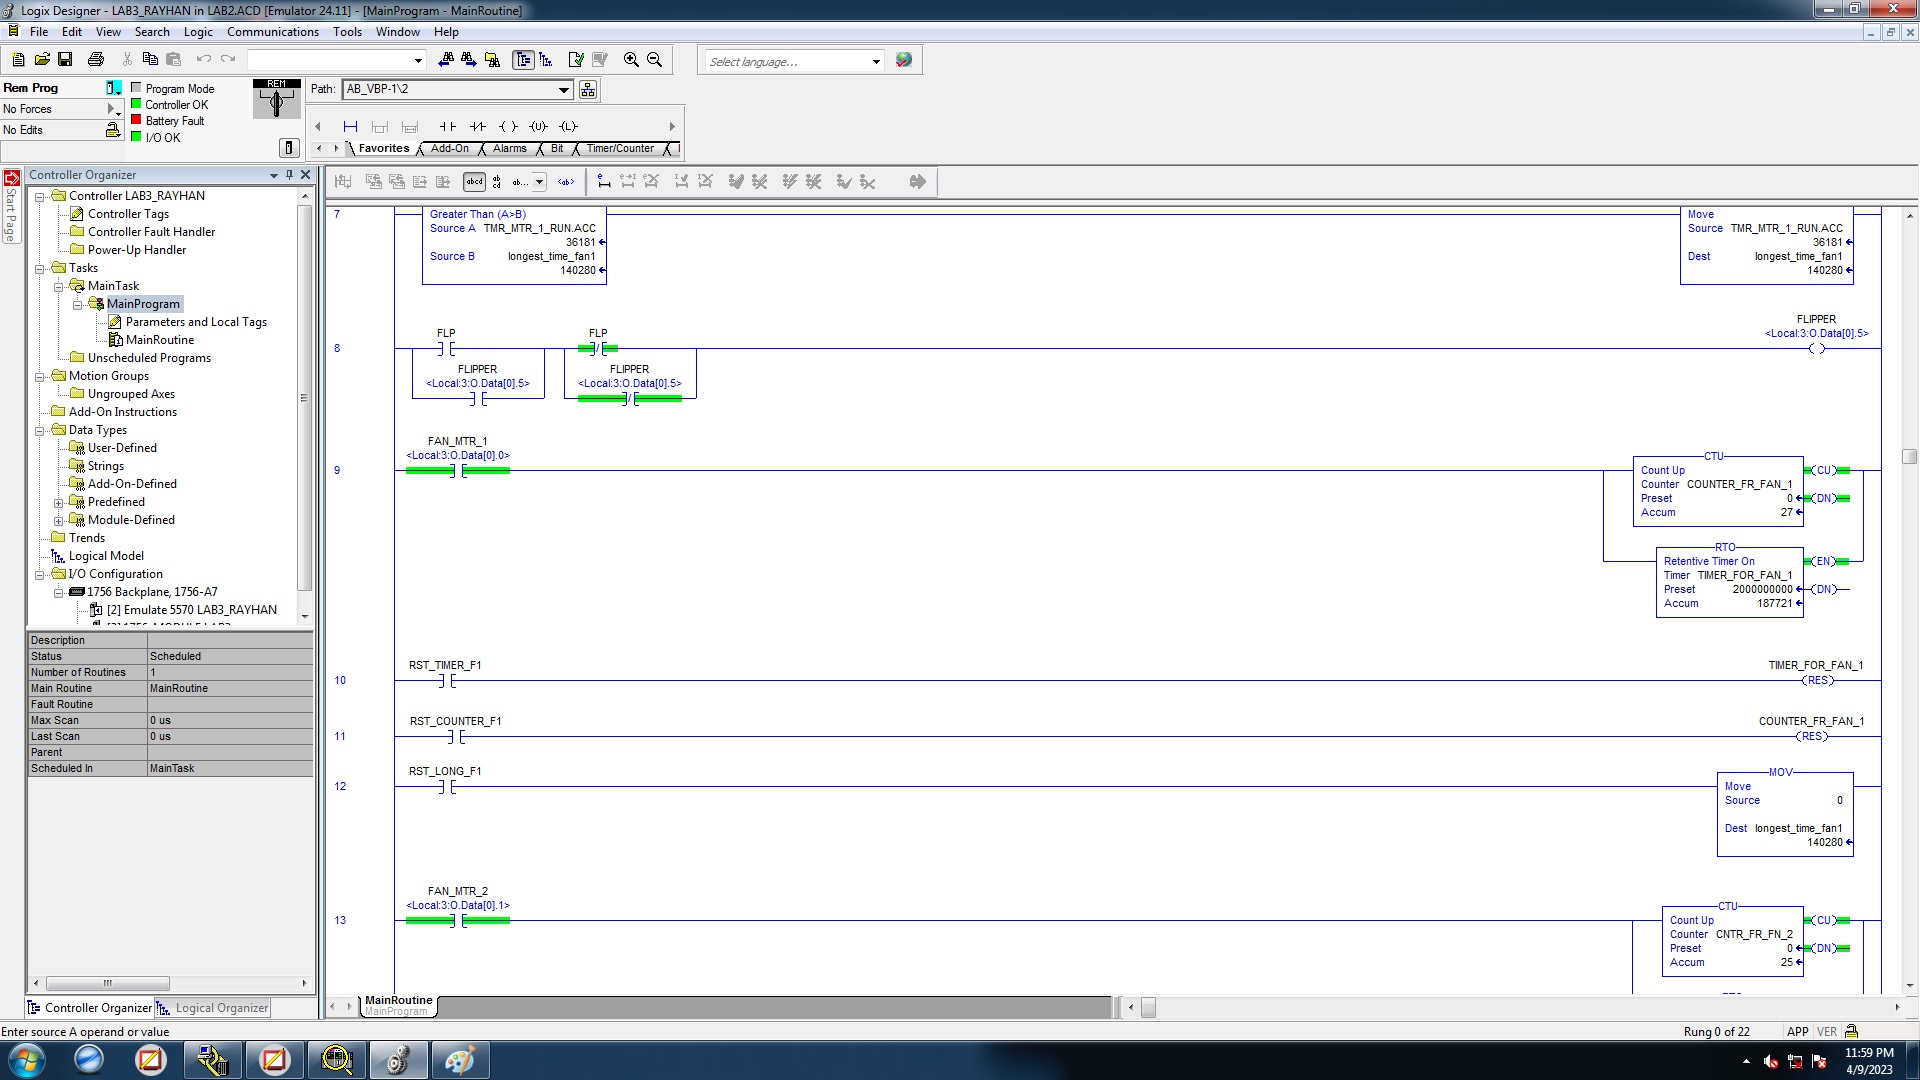 Logix Designer - LAB3_RAYHAN in LAB2.ACD [Emulator 24.11] - [MainProgram - MainRoutine]
File Edit View Search Logic Communications Tools Window Help
Select language...
Rem Prog
No Forces
No Edits
Program Mode
Controller OK
Battery Fault
I/O OK
REM
Path: AB_VBP-1\2
Favorites Add-On Alarms Bit Timer/Counter
Start Page
Controller Organizer
Controller LAB3_RAYHAN
Controller Tags
Controller Fault Handler
Power-Up Handler
Tasks
MainTask
MainProgram
Parameters and Local Tags
MainRoutine
Unscheduled Programs
Motion Groups
Ungrouped Axes
Add-On Instructions
Data Types
User-Defined
Strings
Add-On-Defined
Predefined
Module-Defined
Trends
Logical Model
I/O Configuration
1756 Backplane, 1756-A7
[2] Emulate 5570 LAB3_RAYHAN
Description
Status Scheduled
Number of Routines 1
Main Routine MainRoutine
Fault Routine
Max Scan 0 us
Last Scan 0 us
Parent
Scheduled In MainTask
Controller Organizer Logical Organizer
7
Greater Than (A>B)
Source A TMR_MTR_1_RUN.ACC
36181
Source B longest_time_fan1
140280
Move
Source TMR_MTR_1_RUN.ACC
36181
Dest longest_time_fan1
140280
8
FLP
FLP
FLIPPER
<Local:3:O.Data[0].5>
FLIPPER
<Local:3:O.Data[0].5>
FLIPPER
<Local:3:O.Data[0].5>
9
FAN_MTR_1
<Local:3:O.Data[0].0>
CTU
Count Up
Counter COUNTER_FR_FAN_1
Preset 0
Accum 27
(CU)
(DN)
RTO
Retentive Timer On
Timer TIMER_FOR_FAN_1
Preset 2000000000
Accum 187721
(EN)
(DN)
10
RST_TIMER_F1
TIMER_FOR_FAN_1
(RES)
11
RST_COUNTER_F1
COUNTER_FR_FAN_1
(RES)
12
RST_LONG_F1
MOV
Move
Source 0
Dest longest_time_fan1
140280
13
FAN_MTR_2
<Local:3:O.Data[0].1>
CTU
Count Up
Counter CNTR_FR_FN_2
Preset 0
Accum 25
(CU)
(DN)
MainRoutine
MainProgram
Enter source A operand or value
Rung 0 of 22 APP VER
11:59 PM
4/9/2023